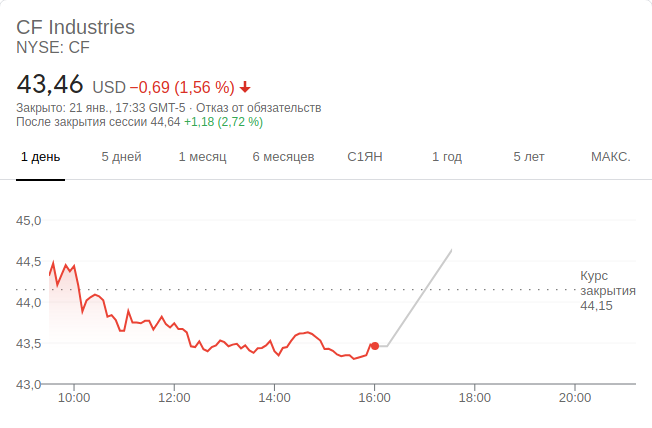 CF Industries
NYSE: CF
43,46 USD −0,69 (1,56 %)
Закрыто: 21 янв., 17:33 GMT-5 · Отказ от обязательств
После закрытия сессии 44,64 +1,18 (2,72 %)
1 день 5 дней 1 месяц 6 месяцев С1ЯН 1 год 5 лет МАКС.
45,0
44,5
Курс
закрытия
44,15
44,0
43,5
43,0
10:00 12:00 14:00 16:00 18:00 20:00